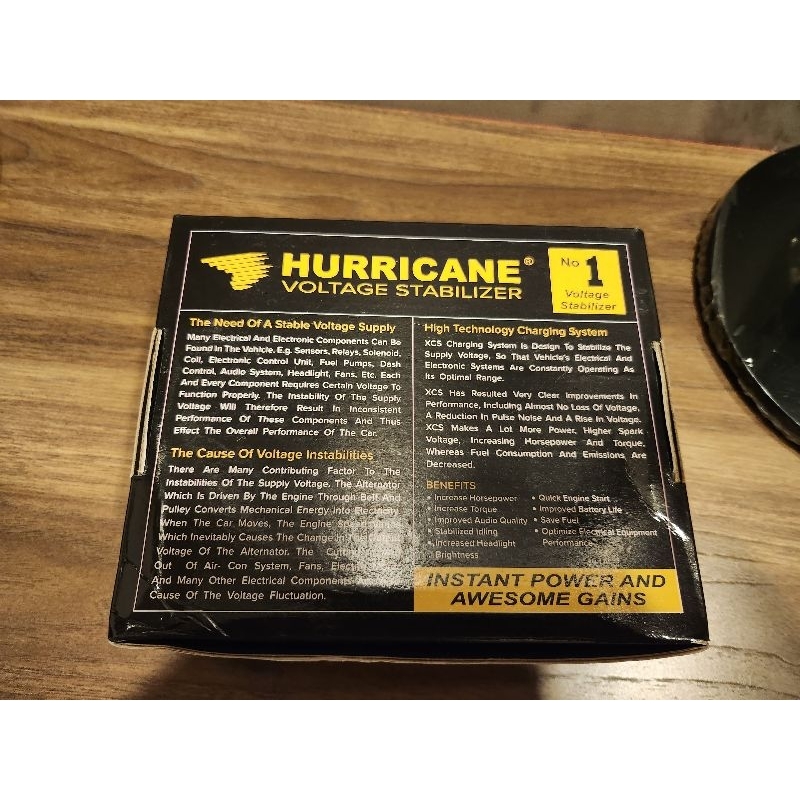 HURRICANE®
VOLTAGE STABILIZER
No 1
Voltage
Stabilizer
The Need Of A Stable Voltage Supply
Many Electrical And Electronic Components Can Be
Found In The Vehicle. E.g. Sensors, Relays, Solenoid,
Coil, Electronic Control Unit, Fuel Pumps, Dash
Control, Audio System, Headlight, Fans, Etc. Each
And Every Component Requires Certain Voltage To
Function Properly. The Instability Of The Supply
Voltage Will Therefore Result In Inconsistent
Performance Of These Components And Thus
Effect The Overall Performance Of The Car.
The Cause Of Voltage Instabilities
There Are Many Contributing Factor To The
Instabilities Of The Supply Voltage. The Alternator
Which Is Driven By The Engine Through Belt And
Pulley Converts Mechanical Energy Into Electricity.
When The Car Moves, The Engine
Which Inevitably Causes The Change In The Output
Voltage Of The Alternator. The Cutting
Out Of Air- Con System, Fans,
And Many Other Electrical Components
Cause Of The Voltage Fluctuation.
High Technology Charging System
XCS Charging System Is Design To Stabilize The
Supply Voltage, So That Vehicle's Electrical And
Electronic Systems Are Constantly Operating As
Its Optimal Range.
XCS Has Resulted Very Clear Improvements In
Performance, Including Almost No Loss Of Voltage,
A Reduction In Pulse Noise And A Rise In Voltage.
XCS Makes A Lot More Power, Higher Spark
Voltage, Increasing Horsepower And Torque,
Whereas Fuel Consumption And Emissions Are
Decreased.
BENEFITS
• Increase Horsepower
• Increase Torque
• Improved Audio Quality
• Stabilized Idling
• Increased Headlight
Brightness
• Quick Engine Start
• Improved Battery Life
• Save Fuel
• Optimize Electrical Equipment
Performance
INSTANT POWER AND
AWESOME GAINS